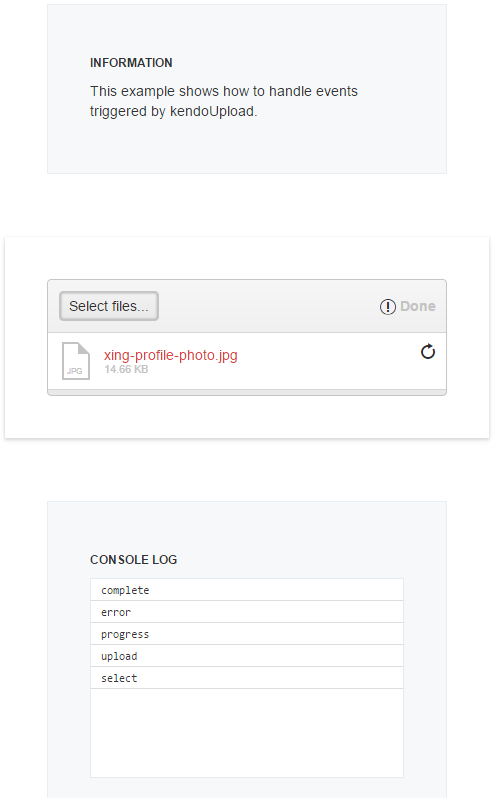 INFORMATION
This example shows how to handle events
triggered by kendoUpload.
Select files...
Done
JPG
xing-profile-photo.jpg
14.66 KB
CONSOLE LOG
complete
error
progress
upload
select